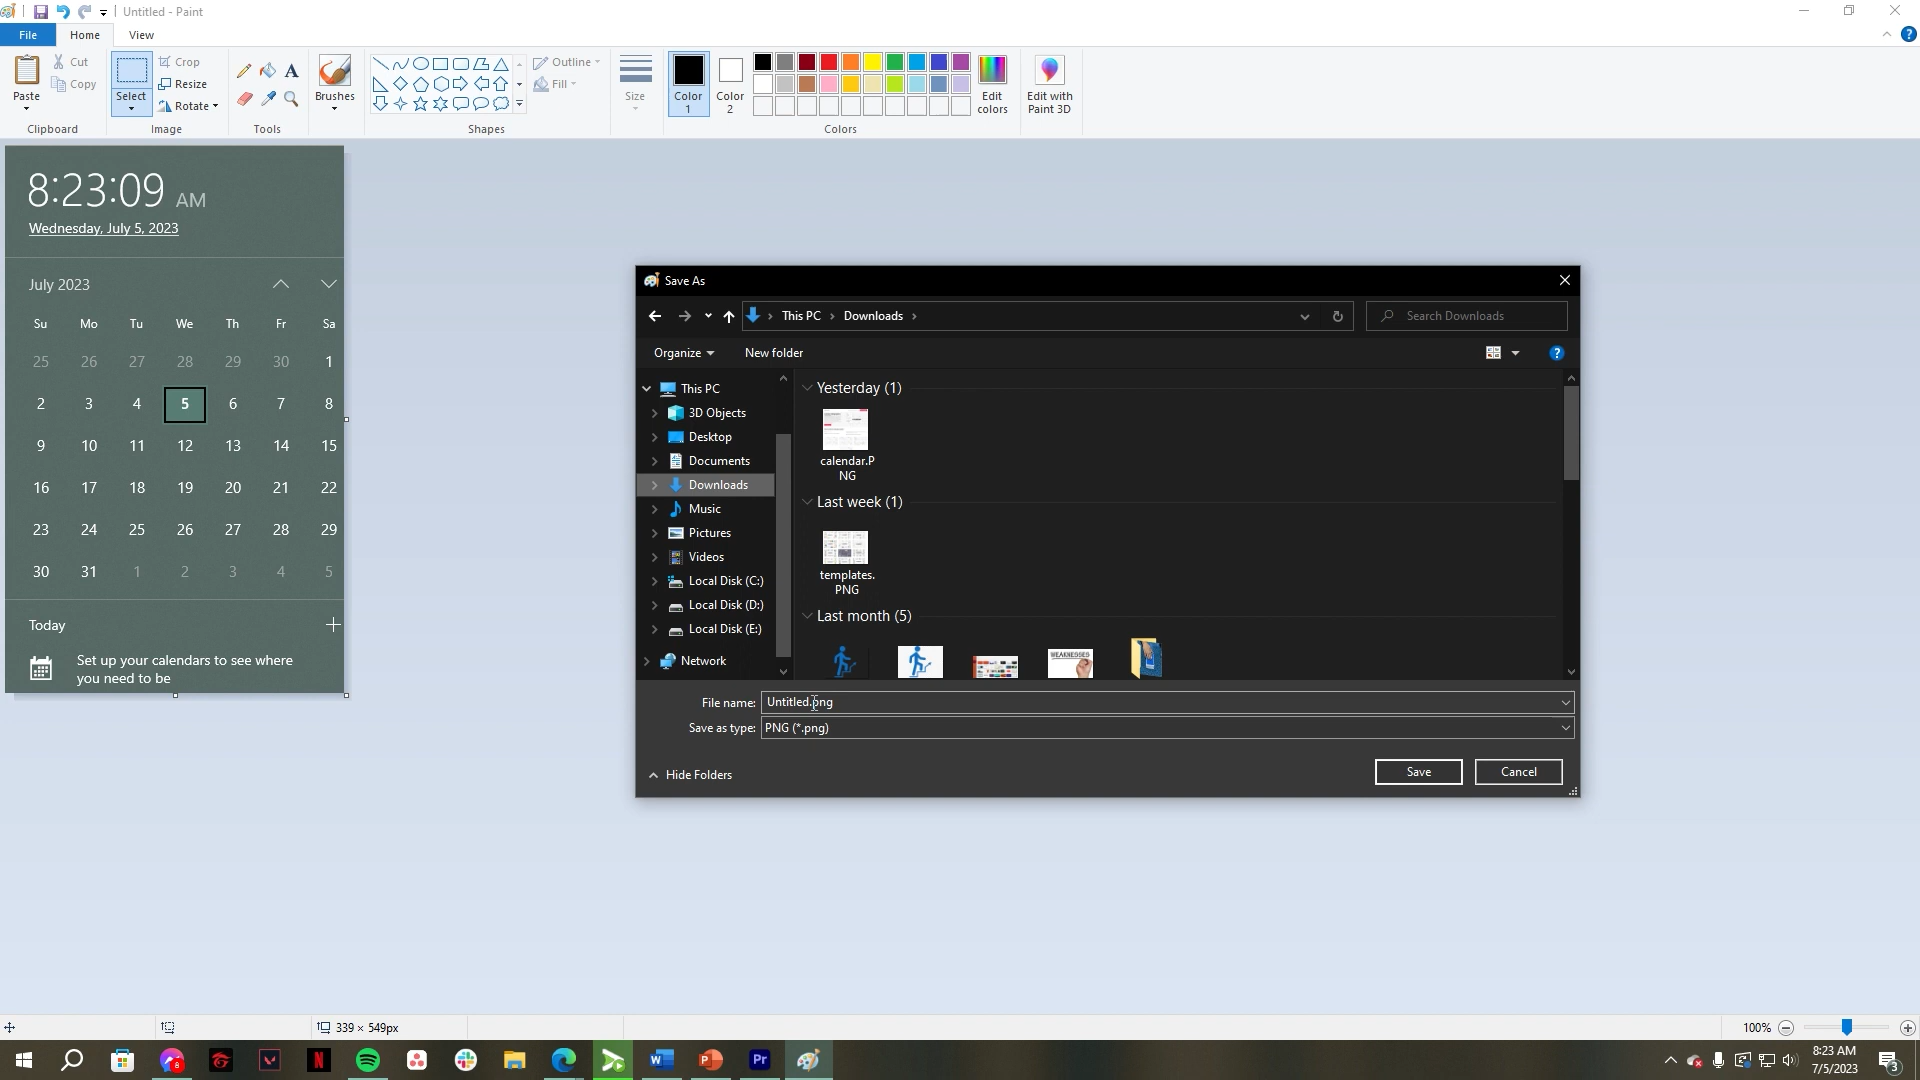 Untitled - Paint
File Home View
Paste
Cut
Copy
Clipboard
Select
Crop
Resize
Rotate
Image
Tools
Brushes
Shapes
Outline
Fill
Size
Color 1
Color 2
Colors
Edit colors
Edit with Paint 3D
8:23:09 AM
Wednesday, July 5, 2023
July 2023
Su Mo Tu We Th Fr Sa
25 26 27 28 29 30 1
2 3 4 5 6 7 8
9 10 11 12 13 14 15
16 17 18 19 20 21 22
23 24 25 26 27 28 29
30 31 1 2 3 4 5
Today
Set up your calendars to see where
you need to be
Save As
This PC Downloads
Search Downloads
Organize New folder
This PC
3D Objects
Desktop
Documents
Downloads
Music
Pictures
Videos
Local Disk (C:)
Local Disk (D:)
Local Disk (E:)
Network
Yesterday (1)
calendar.P
NG
Last week (1)
templates.
PNG
Last month (5)
WEAKNESSES
File name: Untitled.png
Save as type: PNG (*.png)
Hide Folders
Save Cancel
339 × 549px
100%
8:23 AM
7/5/2023
3